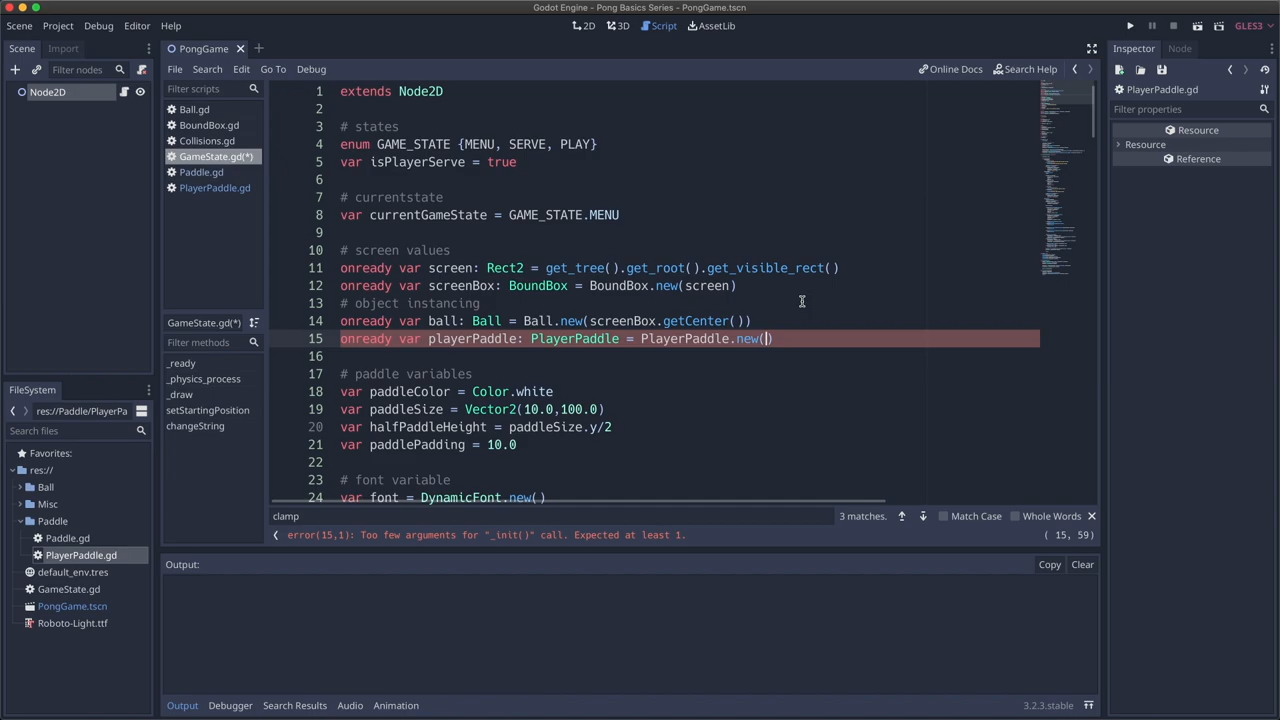 Godot Engine - Pong Basics Series - PongGame.tscn
Scene Project Debug Editor Help
2D 3D Script AssetLib
GLES3
Scene Import
Filter nodes
Node2D
PongGame
File Search Edit Go To Debug
Online Docs Search Help
Filter scripts
Ball.gd
BoundBox.gd
Collisions.gd
GameState.gd(*)
Paddle.gd
PlayerPaddle.gd
GameState.gd(*)
Filter methods
_ready
_physics_process
_draw
setStartingPosition
changeString
1 extends Node2D
2
3 # states
4 enum GAME_STATE {MENU, SERVE, PLAY}
5 var isPlayerServe = true
6
7 # currentstate
8 var currentGameState = GAME_STATE.MENU
9
10 # screen values
11 onready var screen: Rect2 = get_tree().get_root().get_visible_rect()
12 onready var screenBox: BoundBox = BoundBox.new(screen)
13 # object instancing
14 onready var ball: Ball = Ball.new(screenBox.getCenter())
15 onready var playerPaddle: PlayerPaddle = PlayerPaddle.new()
16
17 # paddle variables
18 var paddleColor = Color.white
19 var paddleSize = Vector2(10.0,100.0)
20 var halfPaddleHeight = paddleSize.y/2
21 var paddlePadding = 10.0
22
23 # font variable
24 var font = DynamicFont.new()
clamp
3 matches. Match Case Whole Words
error(15,1): Too few arguments for "_init()" call. Expected at least 1.
( 15, 59)
Output:
Copy Clear
Output Debugger Search Results Audio Animation
3.2.3.stable
FileSystem
res://Paddle/PlayerPa
Search files
Favorites:
res://
Ball
Misc
Paddle
Paddle.gd
PlayerPaddle.gd
default_env.tres
GameState.gd
PongGame.tscn
Roboto-Light.ttf
Inspector Node
PlayerPaddle.gd
Filter properties
Resource
Resource
Reference